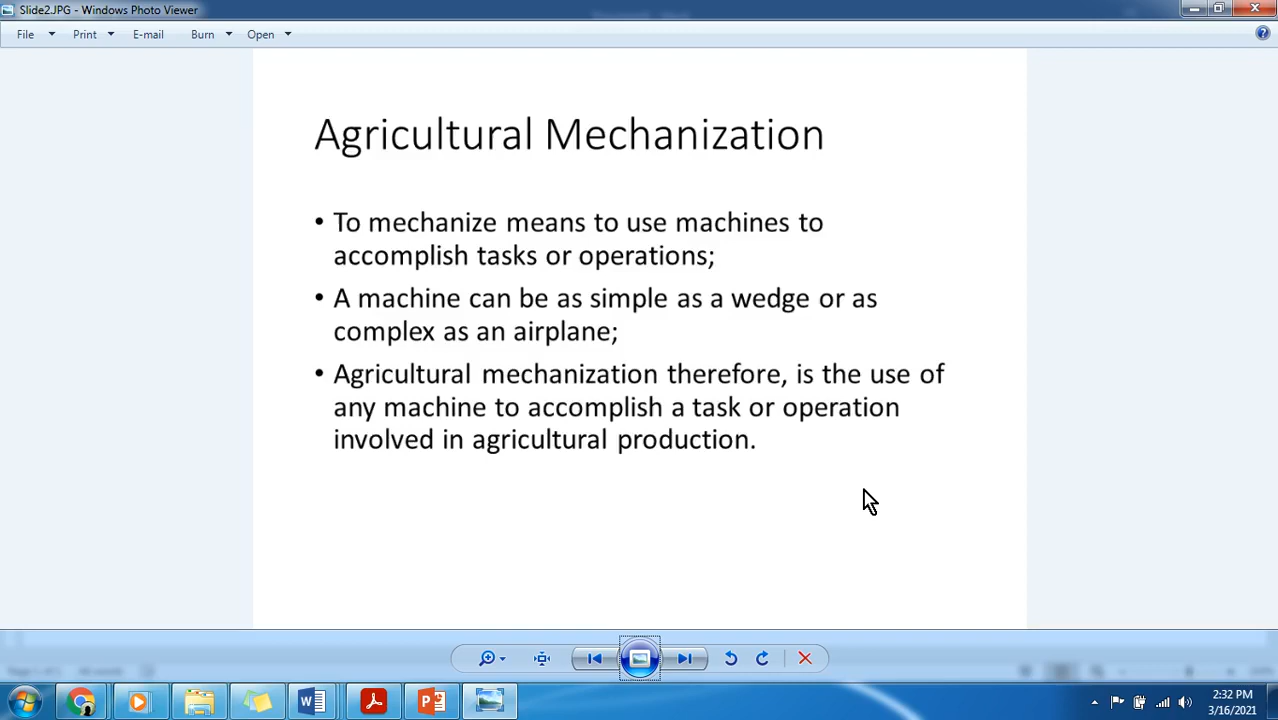 Slide2.JPG - Windows Photo Viewer
File Print E-mail Burn Open
Agricultural Mechanization
• To mechanize means to use machines to
accomplish tasks or operations;
• A machine can be as simple as a wedge or as
complex as an airplane;
• Agricultural mechanization therefore, is the use of
any machine to accomplish a task or operation
involved in agricultural production.
2:32 PM
3/16/2021